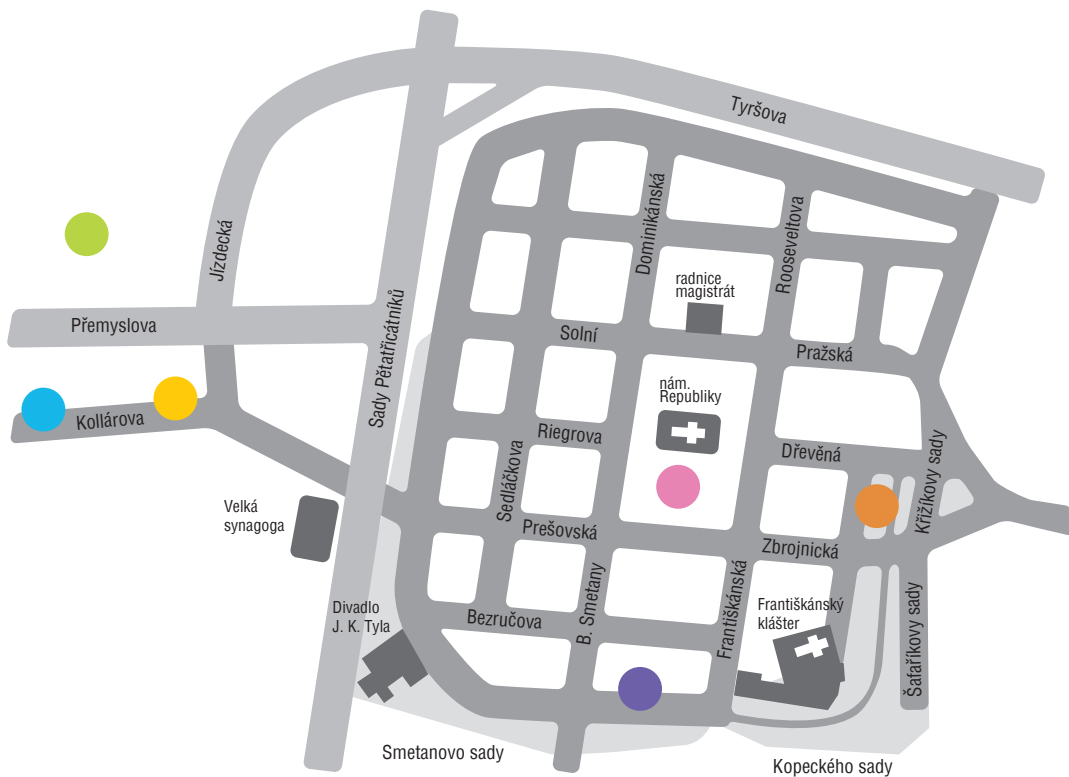 Tyršova
Dominikánská
Rooseveltova
Jízdecká
radnice
magistrát
Přemyslova
Sady Pětatřicátníků
Solní
Pražská
nám.
Republiky
Kollárova
Riegrova
Dřevěná
Sedláčkova
Křižíkovy sady
Velká
synagoga
Prešovská
Zbrojnická
B. Smetany
Františkánská
Divadlo
J. K. Tyla
Bezručova
Františkánský
klášter
Šafaříkovy sady
Smetanovo sady
Kopeckého sady